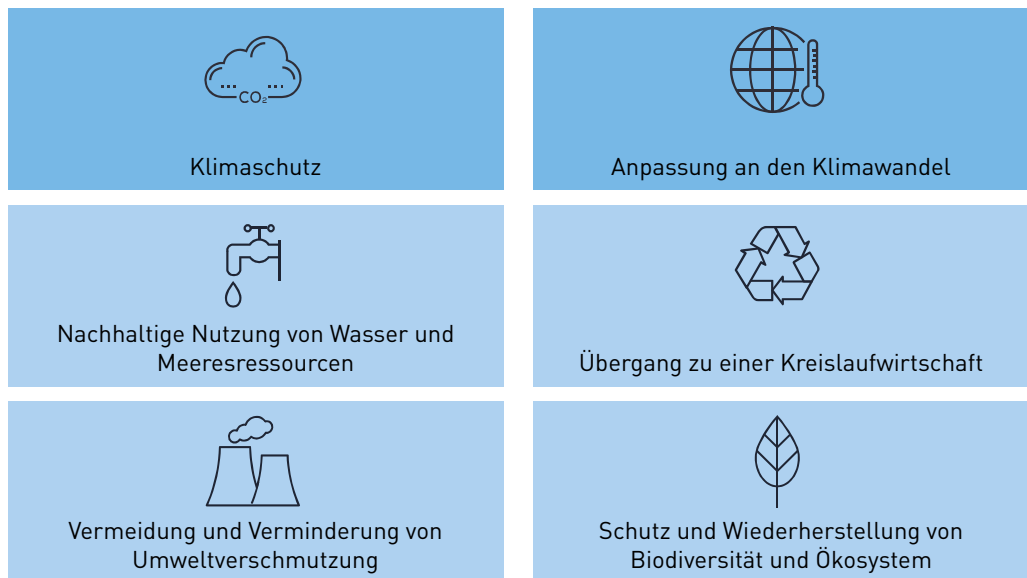 CO₂
Klimaschutz
Anpassung an den Klimawandel
Nachhaltige Nutzung von Wasser und
Meeresressourcen
Übergang zu einer Kreislaufwirtschaft
Vermeidung und Verminderung von
Umweltverschmutzung
Schutz und Wiederherstellung von
Biodiversität und Ökosystem